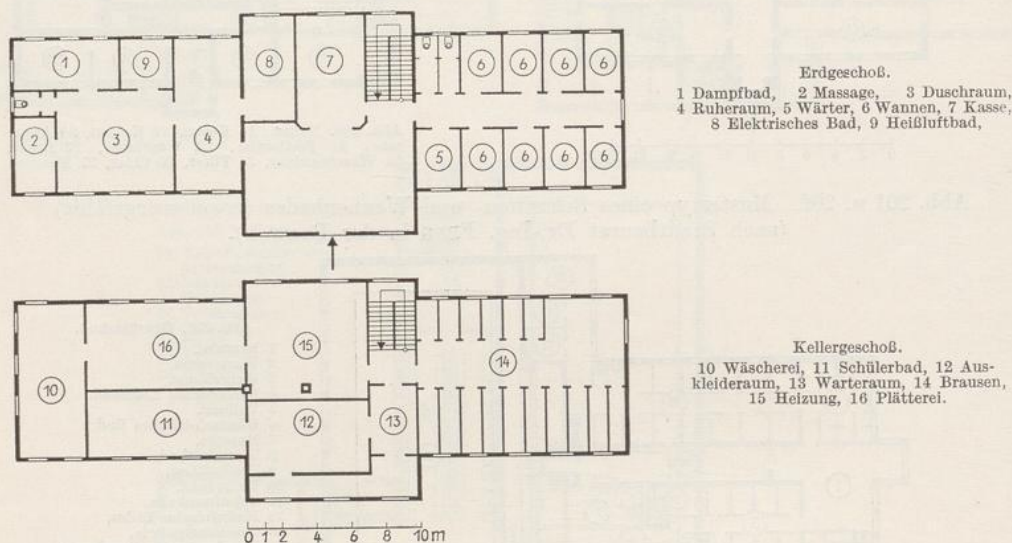 1
9
8
7
6
6
6
6
2
3
4
5
6
6
6
6
Erdgeschoß.
1 Dampfbad, 2 Massage, 3 Duschraum,
4 Ruheraum, 5 Wärter, 6 Wannen, 7 Kasse,
8 Elektrisches Bad, 9 Heißluftbad,
16
15
14
10
11
12
13
Kellergeschoß.
10 Wäscherei, 11 Schülerbad, 12 Aus-
kleideraum, 13 Warteraum, 14 Brausen,
15 Heizung, 16 Plätterei.
0 1 2 4 6 8 10 m